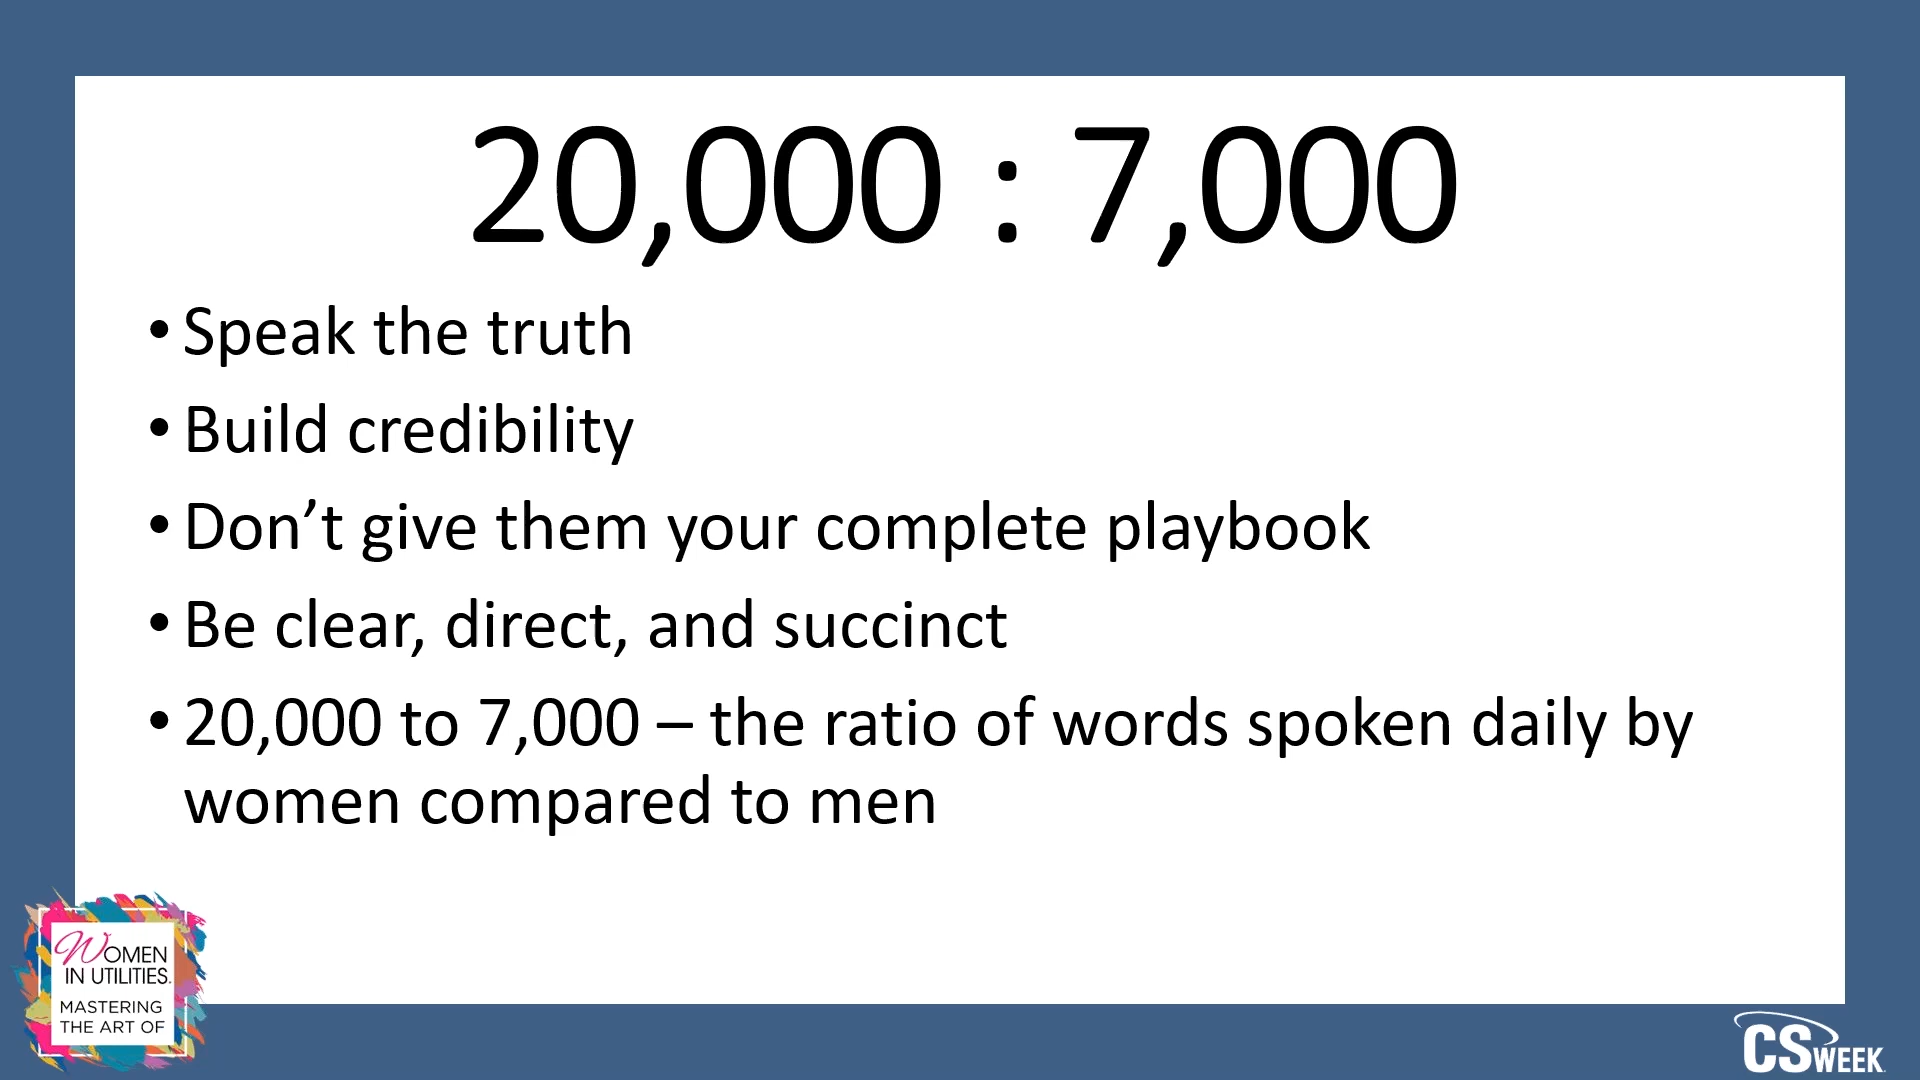 20,000 : 7,000
• Speak the truth
• Build credibility
• Don’t give them your complete playbook
• Be clear, direct, and succinct
• 20,000 to 7,000 – the ratio of words spoken daily by
women compared to men
WOMEN
IN UTILITIES.
MASTERING
THE ART OF
CSWEEK